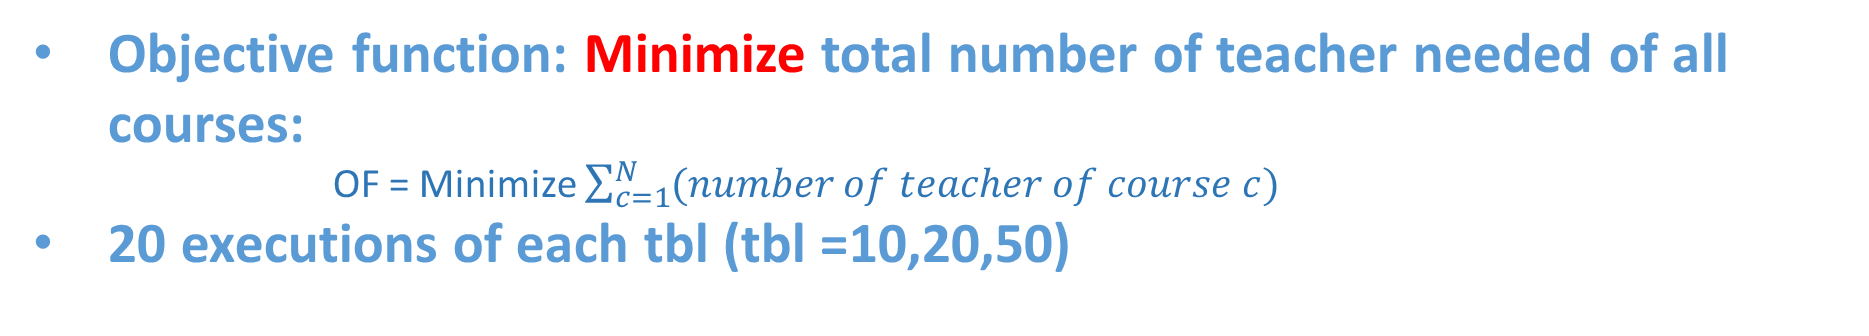 • Objective function: Minimize total number of teacher needed of all
courses:
OF = Minimize ∑_{c=1}^{N}(number of teacher of course c)
• 20 executions of each tbl (tbl =10,20,50)